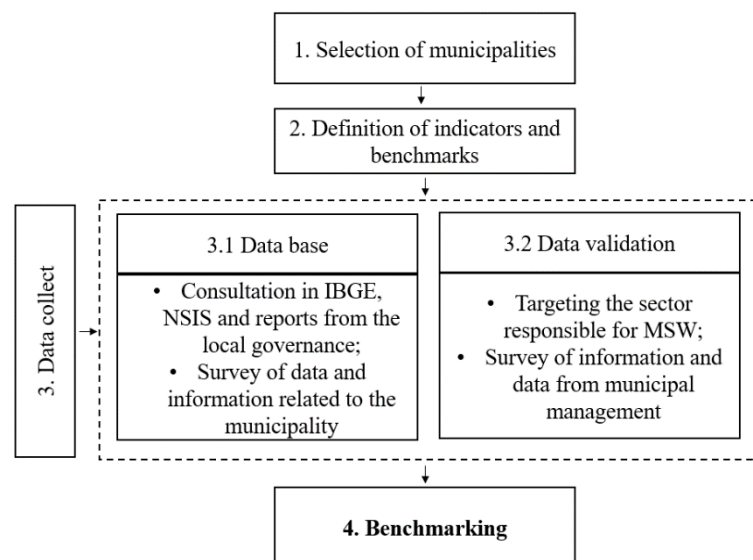 1. Selection of municipalities
2. Definition of indicators and
benchmarks
3. Data collect
3.1 Data base
• Consultation in IBGE,
NSIS and reports from the
local governance;
• Survey of data and
information related to the
municipality
3.2 Data validation
• Targeting the sector
responsible for MSW;
• Survey of information and
data from municipal
management
4. Benchmarking